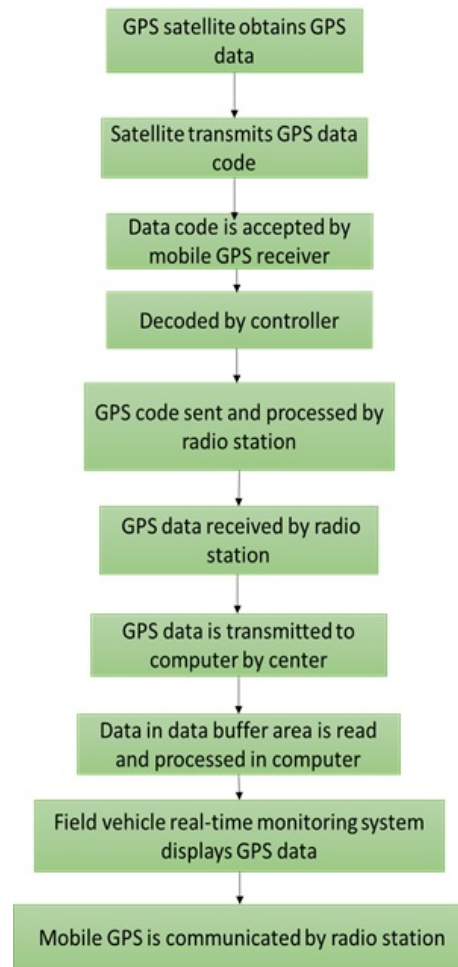 GPS satellite obtains GPS
data
Satellite transmits GPS data
code
Data code is accepted by
mobile GPS receiver
Decoded by controller
GPS code sent and processed by
radio station
GPS data received by radio
station
GPS data is transmitted to
computer by center
Data in data buffer area is read
and processed in computer
Field vehicle real-time monitoring system
displays GPS data
Mobile GPS is communicated by radio station